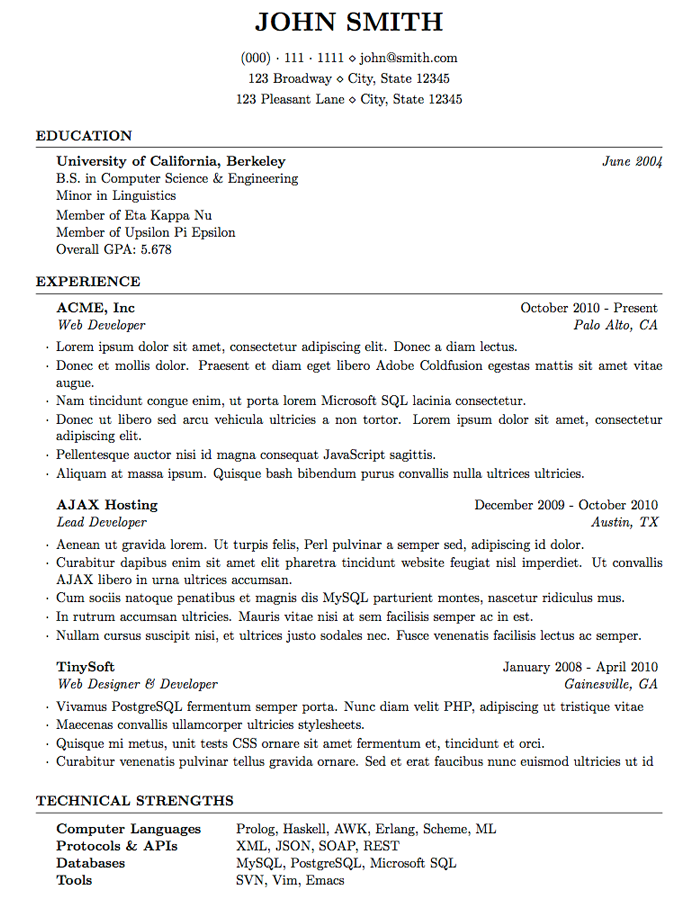 JOHN SMITH
(000) · 111 · 1111 ⋄ john@smith.com
123 Broadway ⋄ City, State 12345
123 Pleasant Lane ⋄ City, State 12345
EDUCATION
University of California, Berkeley June 2004
B.S. in Computer Science & Engineering
Minor in Linguistics
Member of Eta Kappa Nu
Member of Upsilon Pi Epsilon
Overall GPA: 5.678
EXPERIENCE
ACME, Inc October 2010 - Present
Web Developer Palo Alto, CA
· Lorem ipsum dolor sit amet, consectetur adipiscing elit. Donec a diam lectus.
· Donec et mollis dolor. Praesent et diam eget libero Adobe Coldfusion egestas mattis sit amet vitae
augue.
· Nam tincidunt congue enim, ut porta lorem Microsoft SQL lacinia consectetur.
· Donec ut libero sed arcu vehicula ultricies a non tortor. Lorem ipsum dolor sit amet, consectetur
adipiscing elit.
· Pellentesque auctor nisi id magna consequat JavaScript sagittis.
· Aliquam at massa ipsum. Quisque bash bibendum purus convallis nulla ultrices ultricies.
AJAX Hosting December 2009 - October 2010
Lead Developer Austin, TX
· Aenean ut gravida lorem. Ut turpis felis, Perl pulvinar a semper sed, adipiscing id dolor.
· Curabitur dapibus enim sit amet elit pharetra tincidunt website feugiat nisl imperdiet. Ut convallis
AJAX libero in urna ultrices accumsan.
· Cum sociis natoque penatibus et magnis dis MySQL parturient montes, nascetur ridiculus mus.
· In rutrum accumsan ultricies. Mauris vitae nisi at sem facilisis semper ac in est.
· Nullam cursus suscipit nisi, et ultrices justo sodales nec. Fusce venenatis facilisis lectus ac semper.
TinySoft January 2008 - April 2010
Web Designer & Developer Gainesville, GA
· Vivamus PostgreSQL fermentum semper porta. Nunc diam velit PHP, adipiscing ut tristique vitae
· Maecenas convallis ullamcorper ultricies stylesheets.
· Quisque mi metus, unit tests CSS ornare sit amet fermentum et, tincidunt et orci.
· Curabitur venenatis pulvinar tellus gravida ornare. Sed et erat faucibus nunc euismod ultricies ut id
TECHNICAL STRENGTHS
Computer Languages Prolog, Haskell, AWK, Erlang, Scheme, ML
Protocols & APIs XML, JSON, SOAP, REST
Databases MySQL, PostgreSQL, Microsoft SQL
Tools SVN, Vim, Emacs